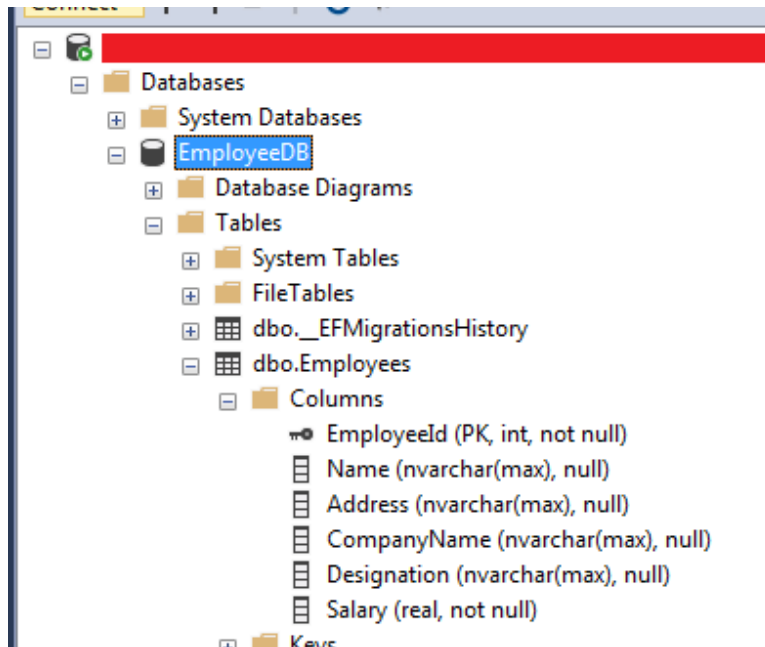 Connect
Databases
System Databases
EmployeeDB
Database Diagrams
Tables
System Tables
FileTables
dbo.__EFMigrationsHistory
dbo.Employees
Columns
EmployeeId (PK, int, not null)
Name (nvarchar(max), null)
Address (nvarchar(max), null)
CompanyName (nvarchar(max), null)
Designation (nvarchar(max), null)
Salary (real, not null)
Keys